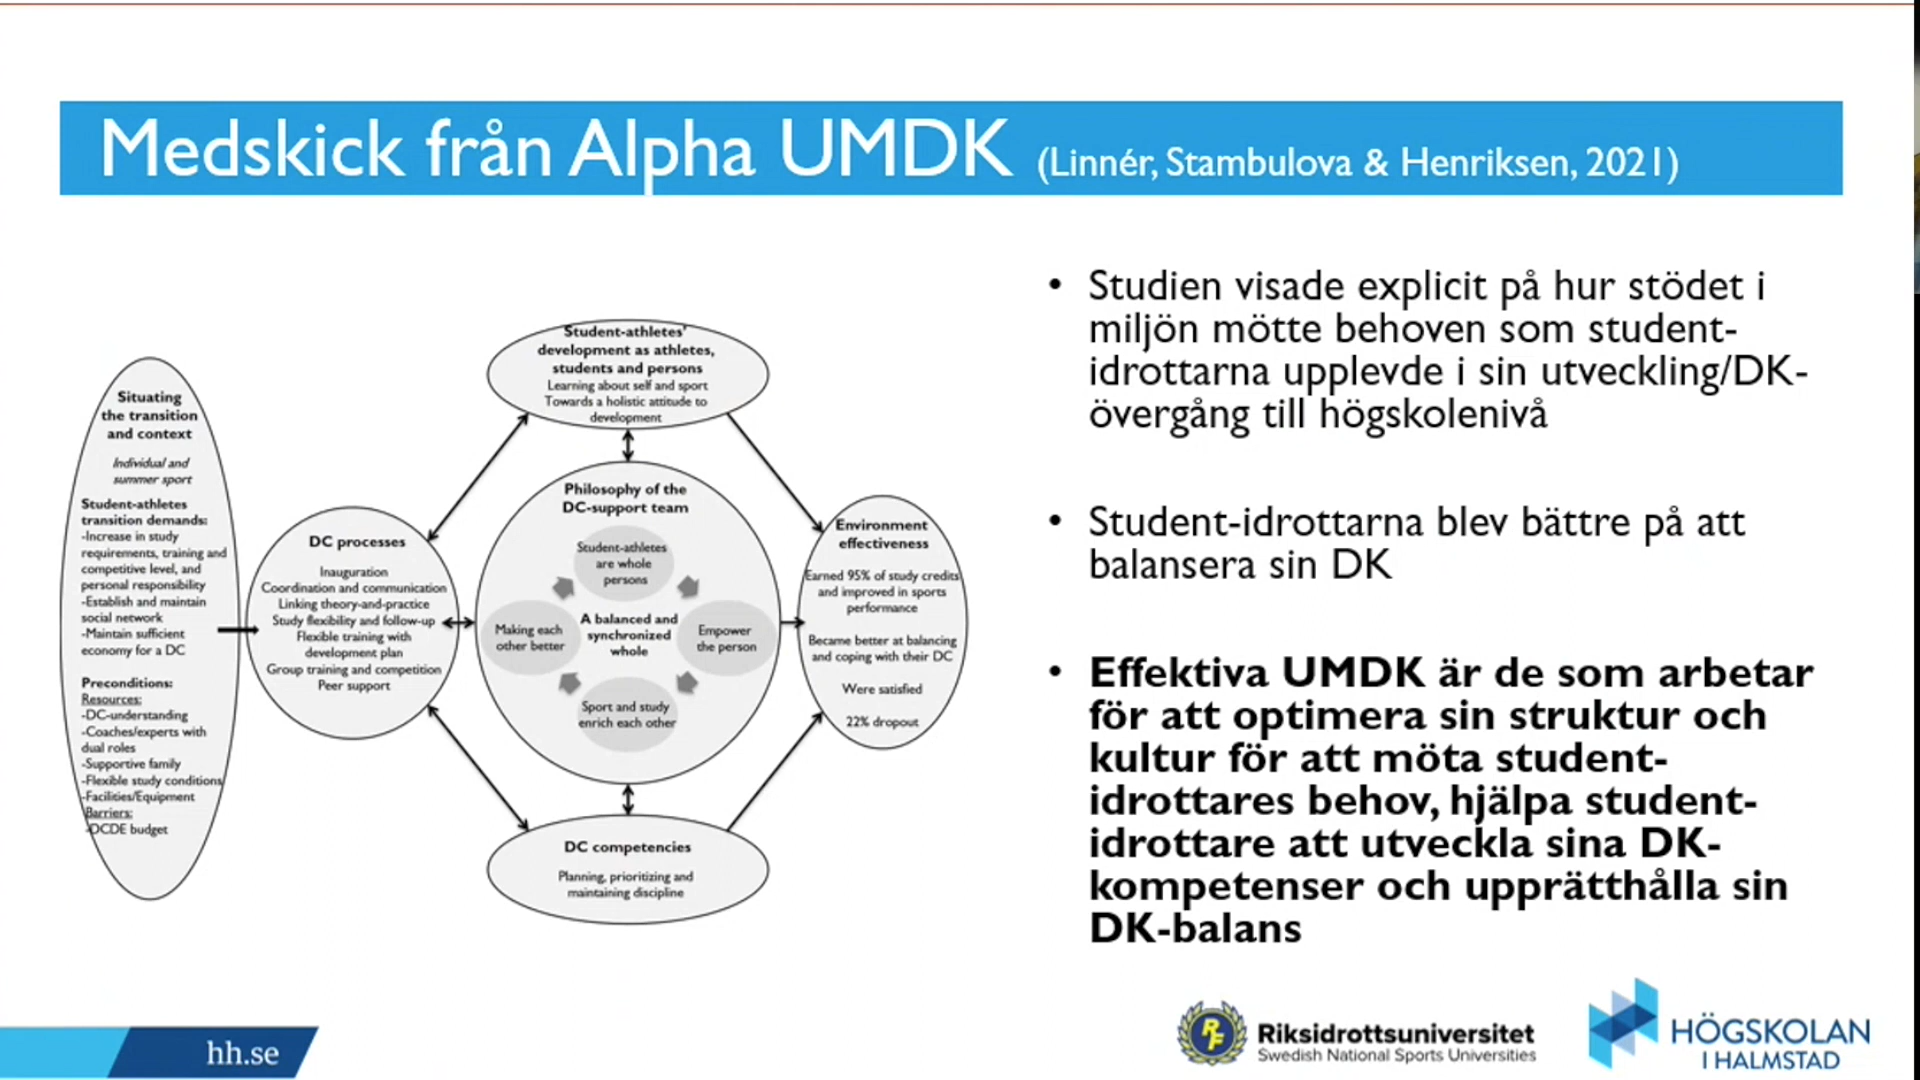 Medskick från Alpha UMDK (Linnér, Stambulova & Henriksen, 2021)
Situating
the transition
and context
Individual and
summer sport
Student-athletes
transition demands:
-Increase in study
requirements, training and
competitive level, and
personal responsibility
-Establish and maintain
social network
-Maintain sufficient
economy for a DC
Preconditions:
Resources:
-DC-understanding
-Coaches/experts with
dual roles
-Supportive family
-Flexible study conditions
-Facilities/Equipment
Barriers:
-DCDE budget
DC processes
Inauguration
Coordination and communication
Linking theory-and-practice
Study flexibility and follow-up
Flexible training with
development plan
Group training and competition
Peer support
Student-athletes'
development as athletes,
students and persons
Learning about self and sport
Towards a holistic attitude to
development
Philosophy of the
DC-support team
Student-athletes
are whole
persons
Making each
other better
A balanced and
synchronized
whole
Empower
the person
Sport and study
enrich each other
DC competencies
Planning, prioritizing and
maintaining discipline
Environment
effectiveness
Earned 95% of study credits
and improved in sports
performance
Became better at balancing
and coping with their DC
Were satisfied
22% dropout
• Studien visade explicit på hur stödet i
miljön mötte behoven som student-
idrottarna upplevde i sin utveckling/DK-
övergång till högskolenivå
• Student-idrottarna blev bättre på att
balansera sin DK
• Effektiva UMDK är de som arbetar
för att optimera sin struktur och
kultur för att möta student-
idrottares behov, hjälpa student-
idrottare att utveckla sina DK-
kompetenser och upprätthålla sin
DK-balans
hh.se
RF
Riksidrottsuniversitet
Swedish National Sports Universities
HÖGSKOLAN
I HALMSTAD